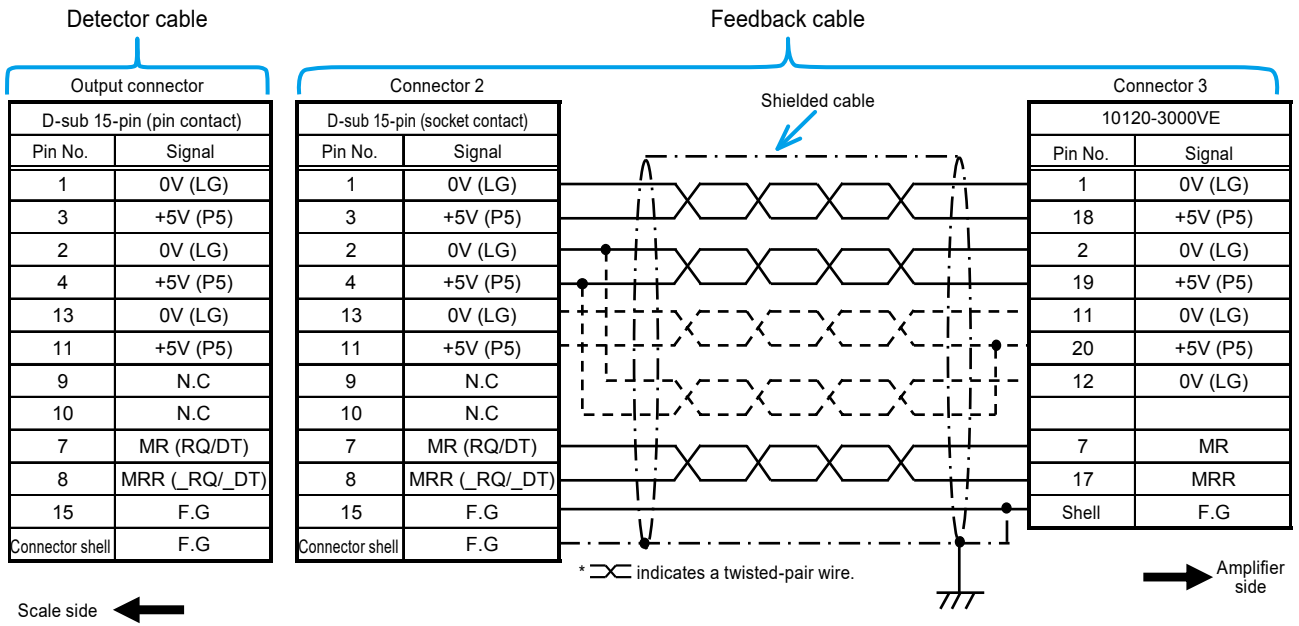 Detector cable
Feedback cable
Output connector
Connector 2
Connector 3
Shielded cable
D-sub 15-pin (pin contact)
Pin No. Signal
1 0V (LG)
3 +5V (P5)
2 0V (LG)
4 +5V (P5)
13 0V (LG)
11 +5V (P5)
9 N.C
10 N.C
7 MR (RQ/DT)
8 MRR (_RQ/_DT)
15 F.G
Connector shell F.G
D-sub 15-pin (socket contact)
Pin No. Signal
1 0V (LG)
3 +5V (P5)
2 0V (LG)
4 +5V (P5)
13 0V (LG)
11 +5V (P5)
9 N.C
10 N.C
7 MR (RQ/DT)
8 MRR (_RQ/_DT)
15 F.G
Connector shell F.G
10120-3000VE
Pin No. Signal
1 0V (LG)
18 +5V (P5)
2 0V (LG)
19 +5V (P5)
11 0V (LG)
20 +5V (P5)
12 0V (LG)
7 MR
17 MRR
Shell F.G
* indicates a twisted-pair wire.
Amplifier
side
Scale side